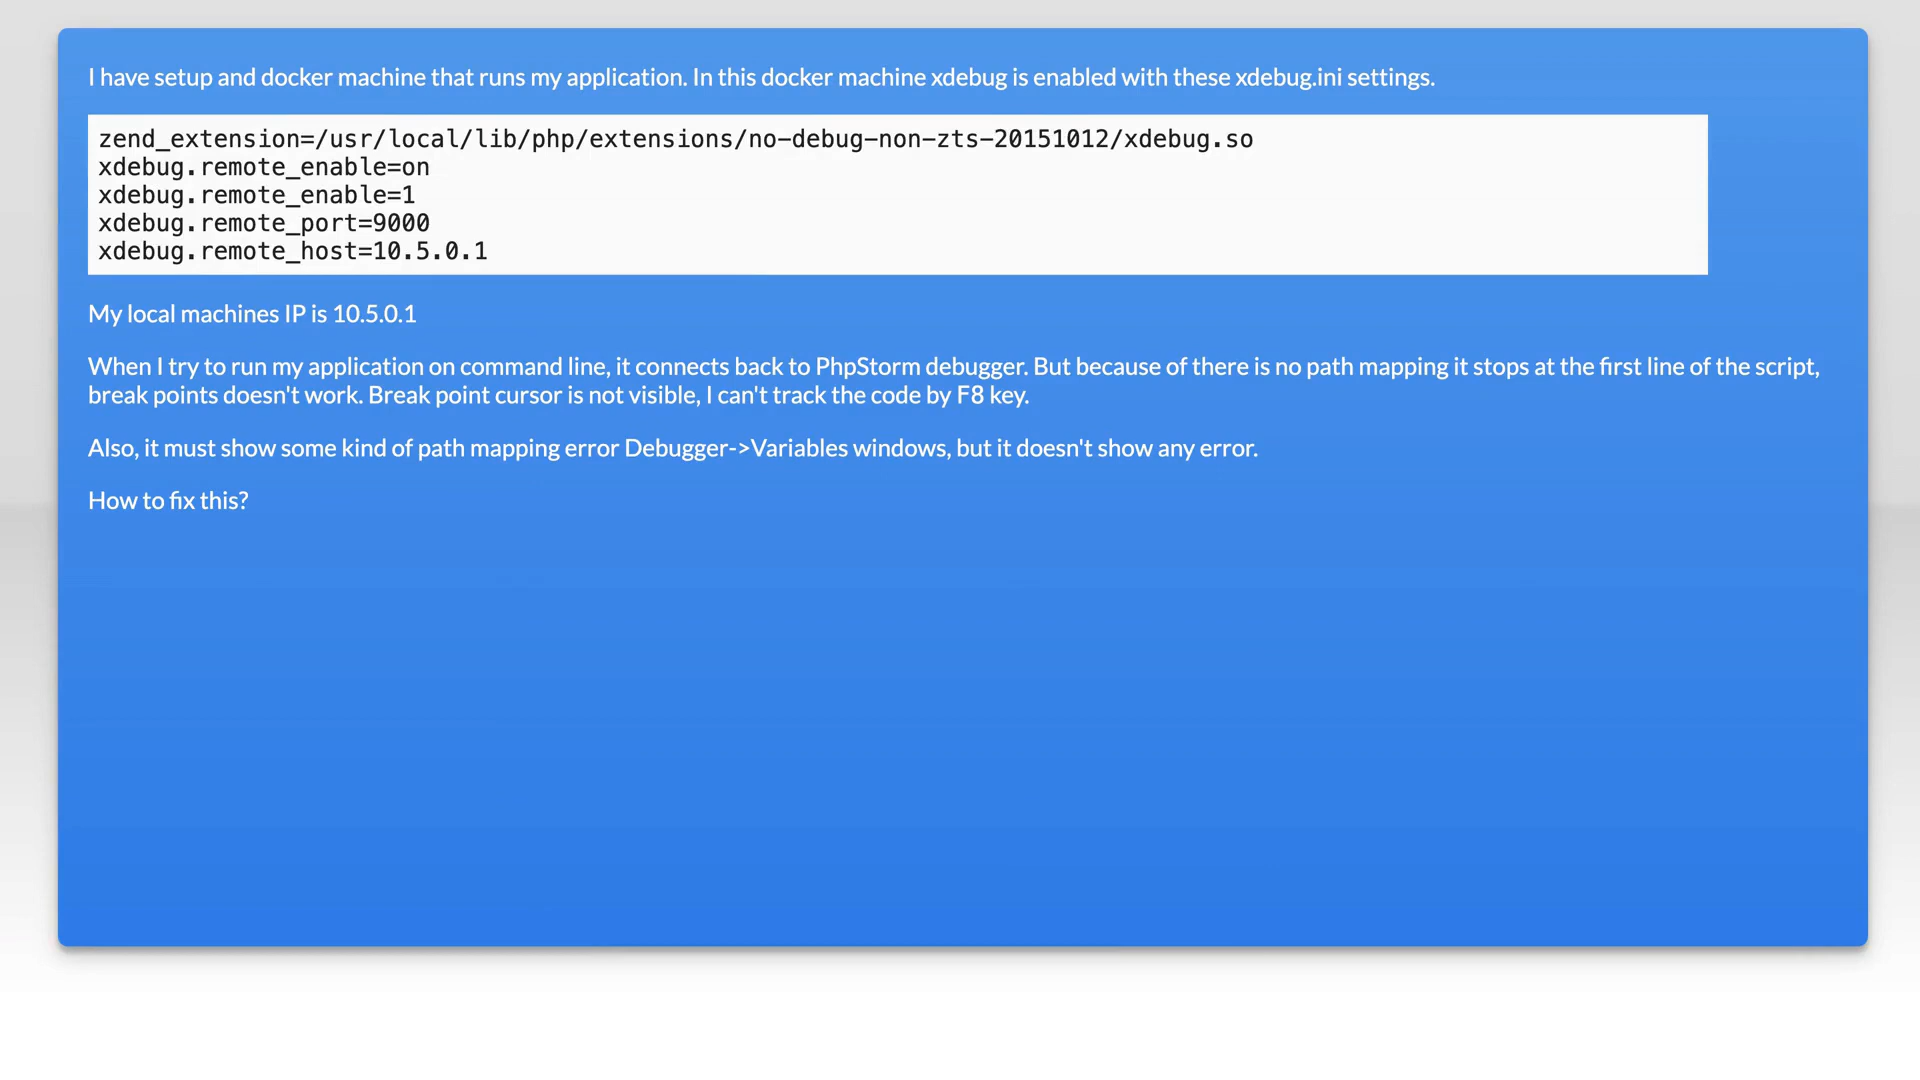 I have setup and docker machine that runs my application. In this docker machine xdebug is enabled with these xdebug.ini settings.
zend_extension=/usr/local/lib/php/extensions/no-debug-non-zts-20151012/xdebug.so
xdebug.remote_enable=on
xdebug.remote_enable=1
xdebug.remote_port=9000
xdebug.remote_host=10.5.0.1
My local machines IP is 10.5.0.1
When I try to run my application on command line, it connects back to PhpStorm debugger. But because of there is no path mapping it stops at the first line of the script,
break points doesn't work. Break point cursor is not visible, I can't track the code by F8 key.
Also, it must show some kind of path mapping error Debugger->Variables windows, but it doesn't show any error.
How to fix this?